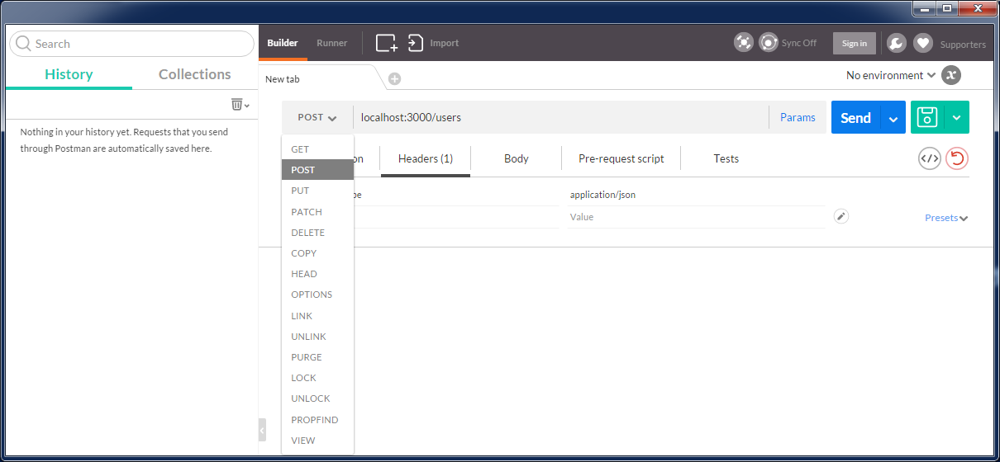 Search
History
Collections
Nothing in your history yet. Requests that you send
through Postman are automatically saved here.
Builder
Runner
Import
Sync Off
Sign in
Supporters
New tab
No environment
x
POST
localhost:3000/users
Params
Send
on
Headers (1)
Body
Pre-request script
Tests
pe
application/json
Value
Presets
GET
POST
PUT
PATCH
DELETE
COPY
HEAD
OPTIONS
LINK
UNLINK
PURGE
LOCK
UNLOCK
PROPFIND
VIEW